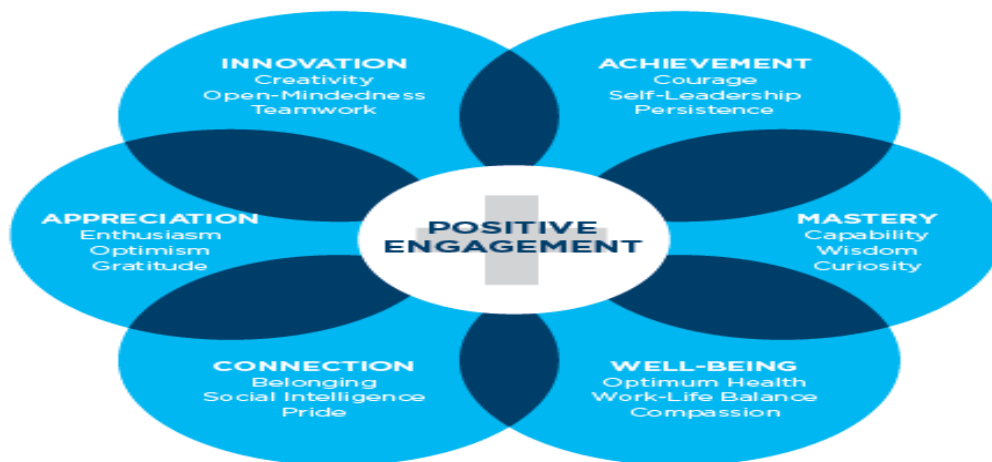 INNOVATION
Creativity
Open-Mindedness
Teamwork
ACHIEVEMENT
Courage
Self-Leadership
Persistence
APPRECIATION
Enthusiasm
Optimism
Gratitude
POSITIVE
ENGAGEMENT
MASTERY
Capability
Wisdom
Curiosity
CONNECTION
Belonging
Social Intelligence
Pride
WELL-BEING
Optimum Health
Work-Life Balance
Compassion